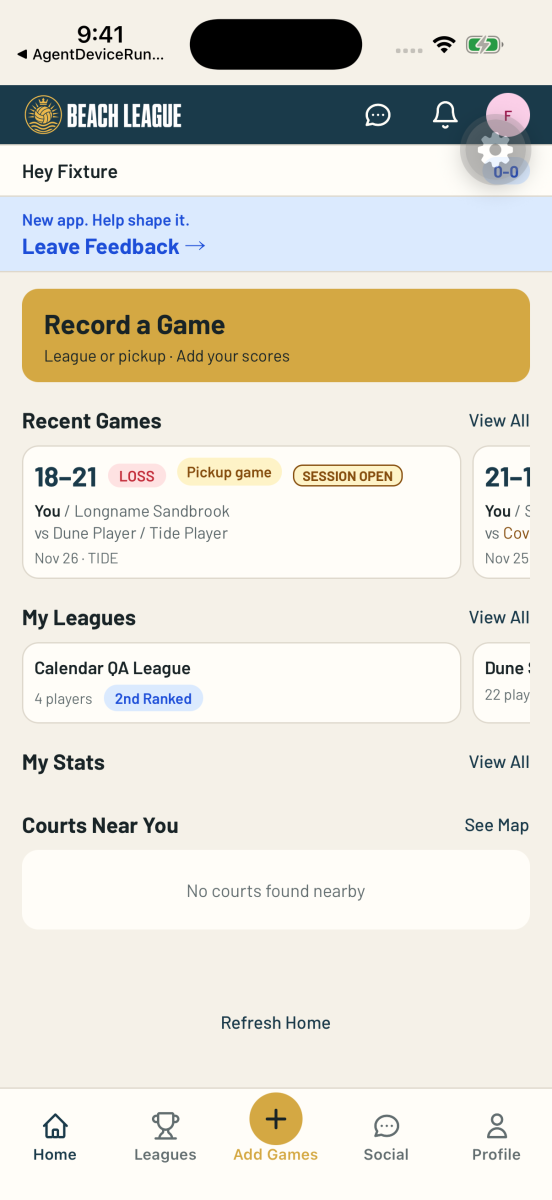 9:41
◀ AgentDeviceRun...
BEACH LEAGUE
F
Hey Fixture
0-0
New app. Help shape it.
Leave Feedback →
Record a Game
League or pickup · Add your scores
Recent Games
View All
18–21 LOSS Pickup game SESSION OPEN
You / Longname Sandbrook
vs Dune Player / Tide Player
Nov 26 · TIDE
21–1
You / S
vs Cov
Nov 25
My Leagues
View All
Calendar QA League
4 players 2nd Ranked
Dune S
22 play
My Stats
View All
Courts Near You
See Map
No courts found nearby
Refresh Home
Home
Leagues
Add Games
Social
Profile